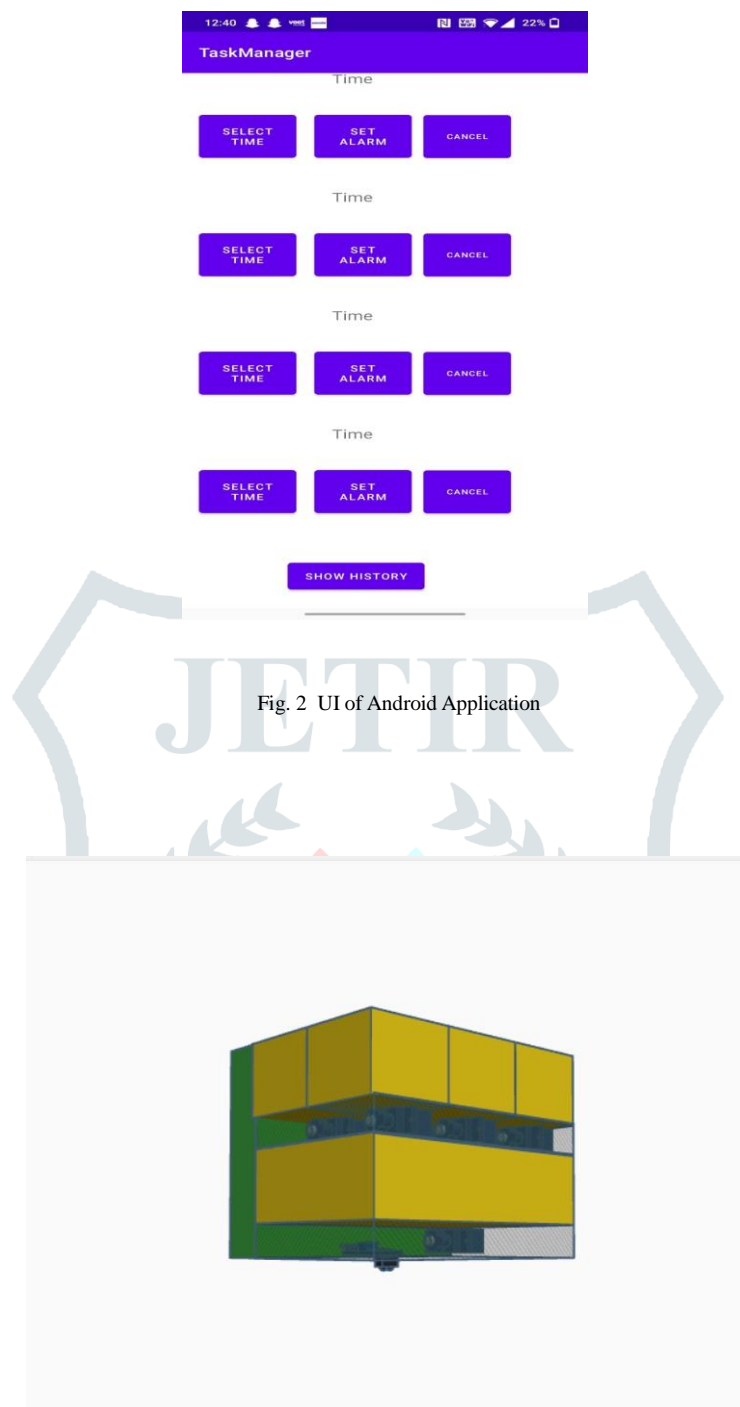 12:40 22%
TaskManager
Time
SELECT TIME SET ALARM CANCEL
Time
SELECT TIME SET ALARM CANCEL
Time
SELECT TIME SET ALARM CANCEL
Time
SELECT TIME SET ALARM CANCEL
SHOW HISTORY
JETIR
Fig. 2 UI of Android Application